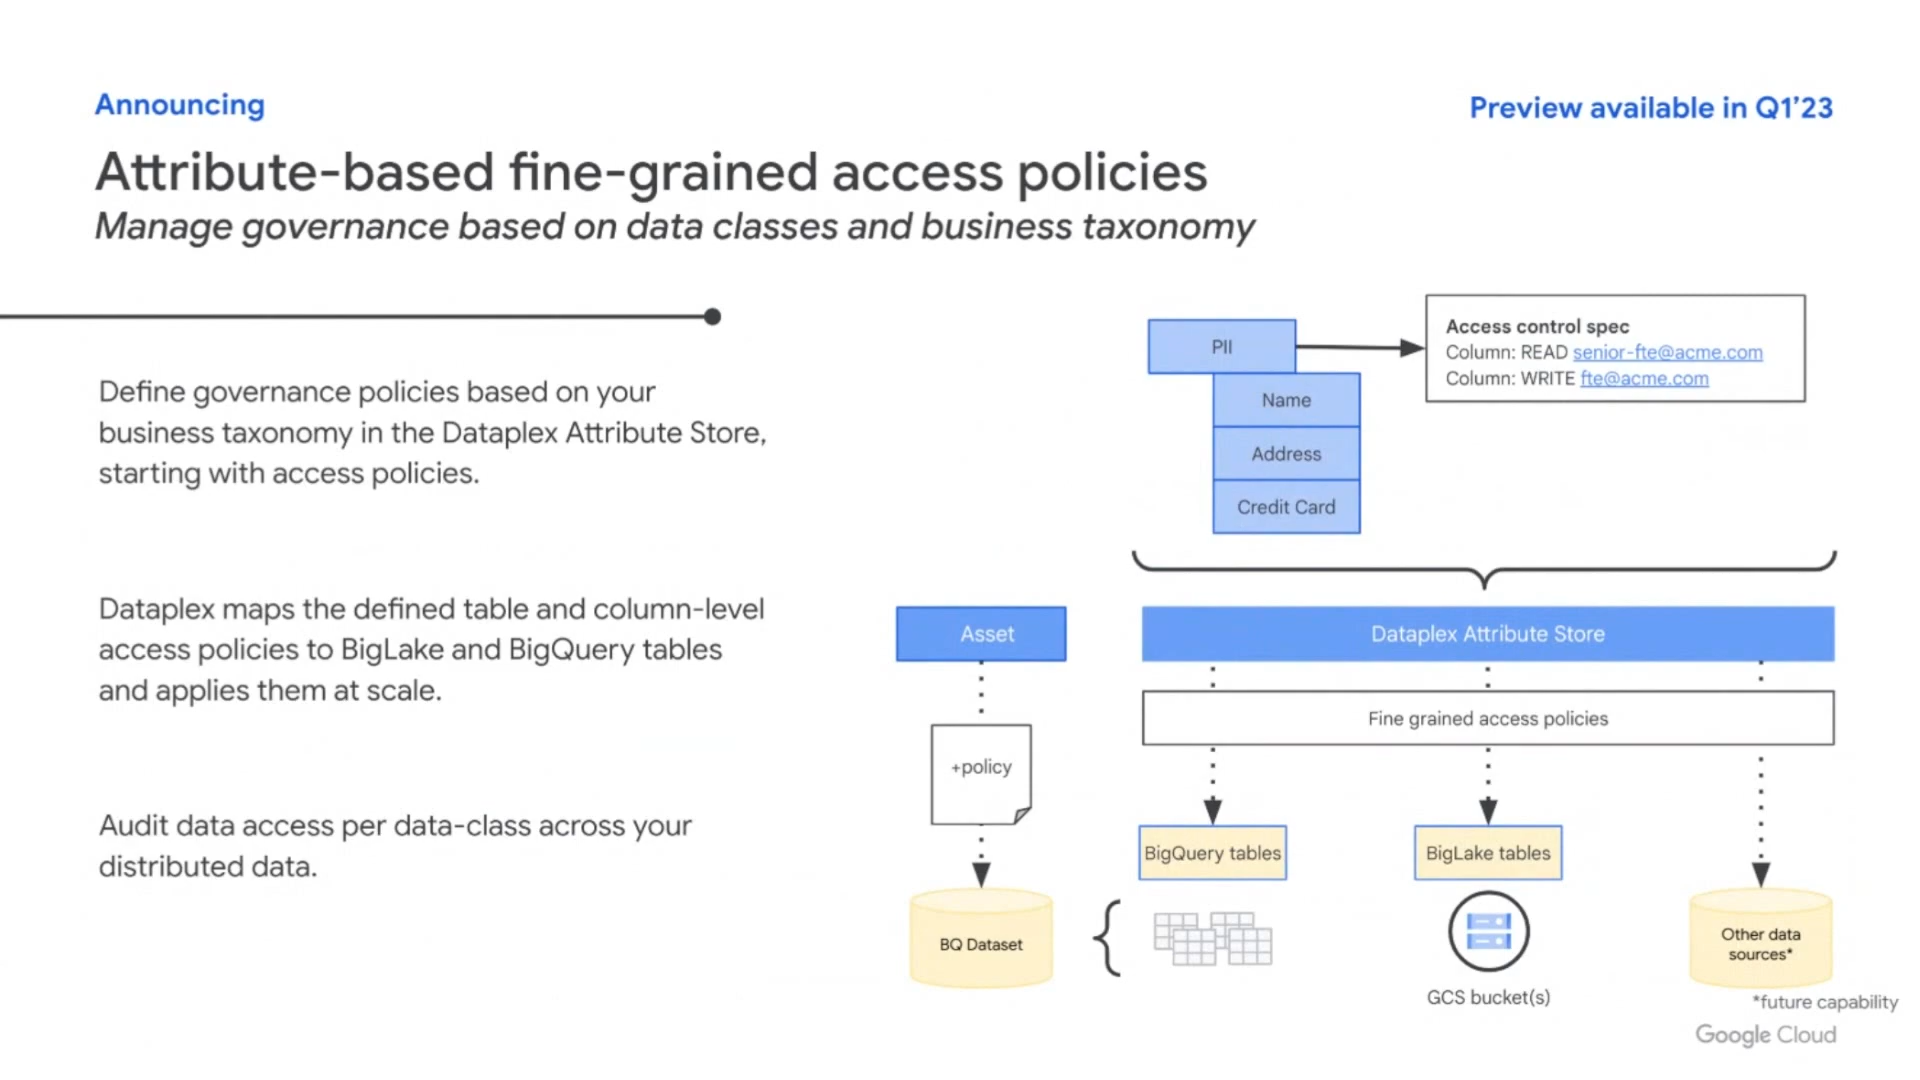 Announcing
Preview available in Q1’23
Attribute-based fine-grained access policies
Manage governance based on data classes and business taxonomy
Define governance policies based on your
business taxonomy in the Dataplex Attribute Store,
starting with access policies.
Dataplex maps the defined table and column-level
access policies to BigLake and BigQuery tables
and applies them at scale.
Audit data access per data-class across your
distributed data.
PII
Name
Address
Credit Card
Access control spec
Column: READ senior-fte@acme.com
Column: WRITE fte@acme.com
Asset
Dataplex Attribute Store
Fine grained access policies
+policy
BigQuery tables
BigLake tables
BQ Dataset
GCS bucket(s)
Other data
sources*
*future capability
Google Cloud